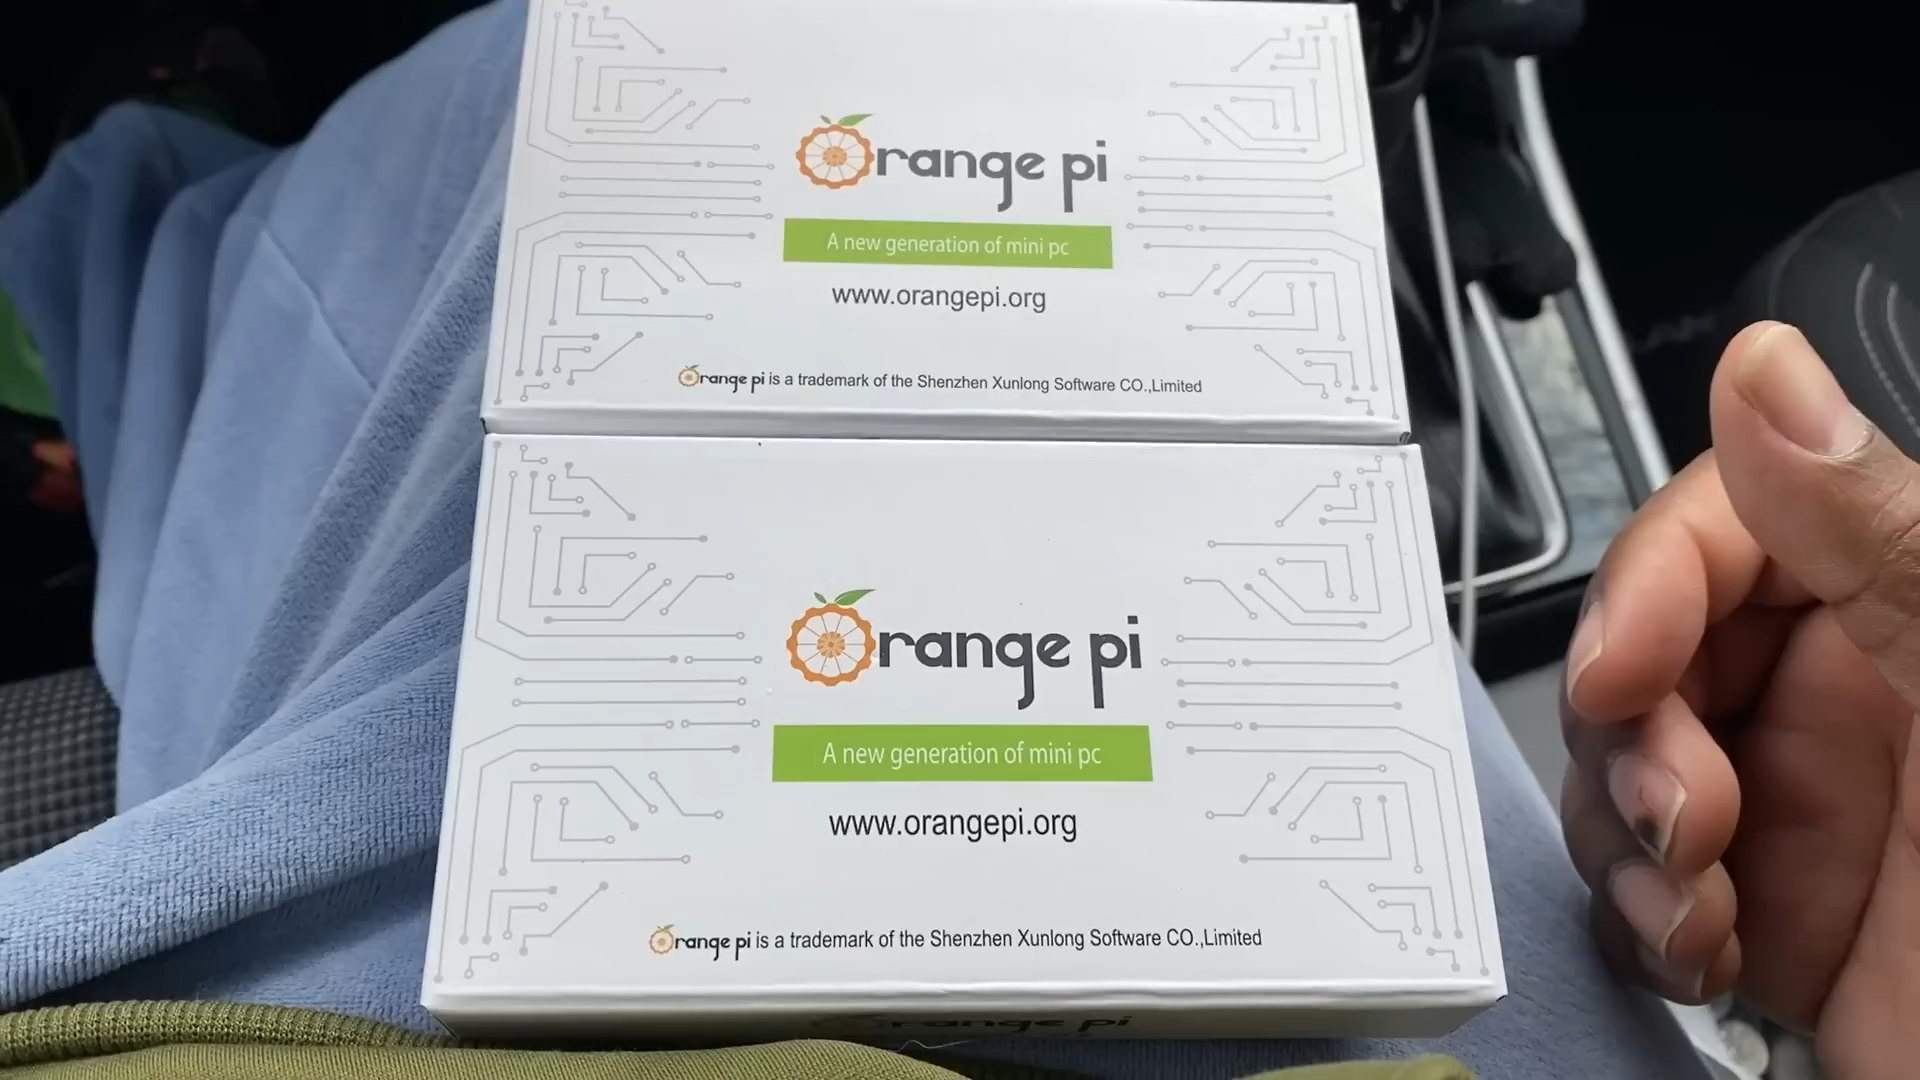 Orange pi
A new generation of mini pc
www.orangepi.org
Orange pi is a trademark of the Shenzhen Xunlong Software CO.,Limited
Orange pi
A new generation of mini pc
www.orangepi.org
Orange pi is a trademark of the Shenzhen Xunlong Software CO.,Limited
Orange pi